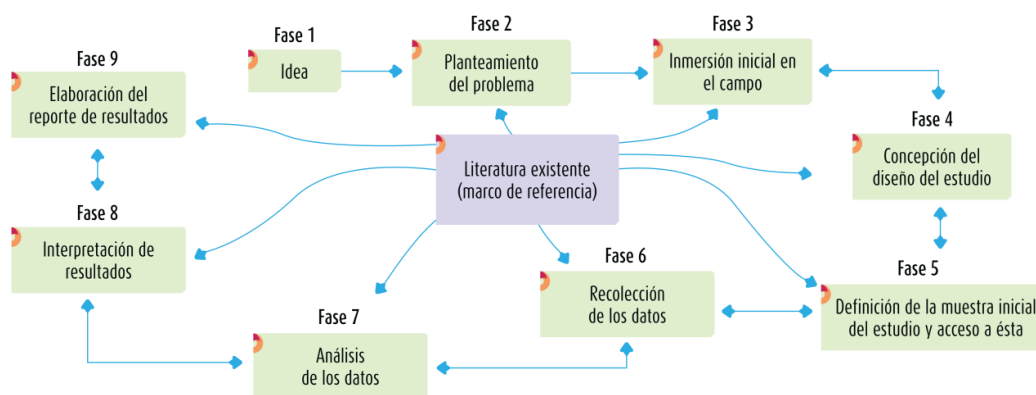 Fase 1
Idea
Fase 2
Planteamiento
del problema
Fase 3
Inmersión inicial en
el campo
Fase 4
Concepción del
diseño del estudio
Fase 5
Definición de la muestra inicial
del estudio y acceso a ésta
Fase 6
Recolección
de los datos
Fase 7
Análisis
de los datos
Fase 8
Interpretación de
resultados
Fase 9
Elaboración del
reporte de resultados
Literatura existente
(marco de referencia)